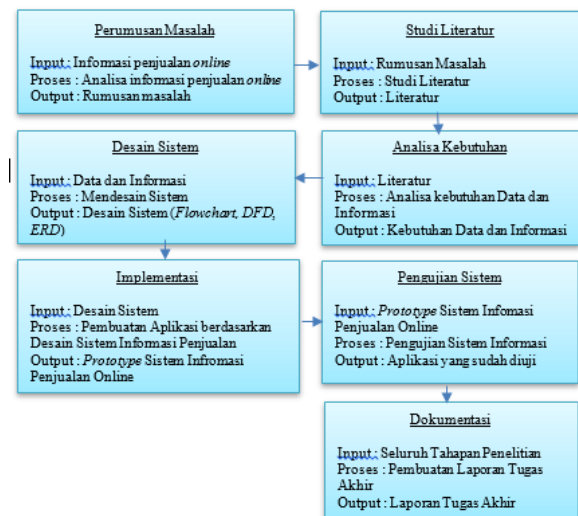 Perumusan Masalah
Input : Informasi penjualan online
Proses : Analisa informasi penjualan online
Output : Rumusan masalah
Studi Literatur
Input : Rumusan Masalah
Proses : Studi Literatur
Output : Literatur
Analisa Kebutuhan
Input : Literatur
Proses : Analisa kebutuhan Data dan
Informasi
Output : Kebutuhan Data dan Informasi
Desain Sistem
Input : Data dan Informasi
Proses : Mendesain Sistem
Output : Desain Sistem (Flowchart, DFD,
ERD)
Implementasi
Input : Desain Sistem
Proses : Pembuatan Aplikasi berdasarkan
Desain Sistem Informasi Penjualan
Output : Prototype Sistem Infromasi
Penjualan Online
Pengujian Sistem
Input : Prototype Sistem Infomasi
Penjualan Online
Proses : Pengujian Sistem Informasi
Output : Aplikasi yang sudah diuji
Dokumentasi
Input : Seluruh Tahapan Penelitian
Proses : Pembuatan Laporan Tugas
Akhir
Output : Laporan Tugas Akhir